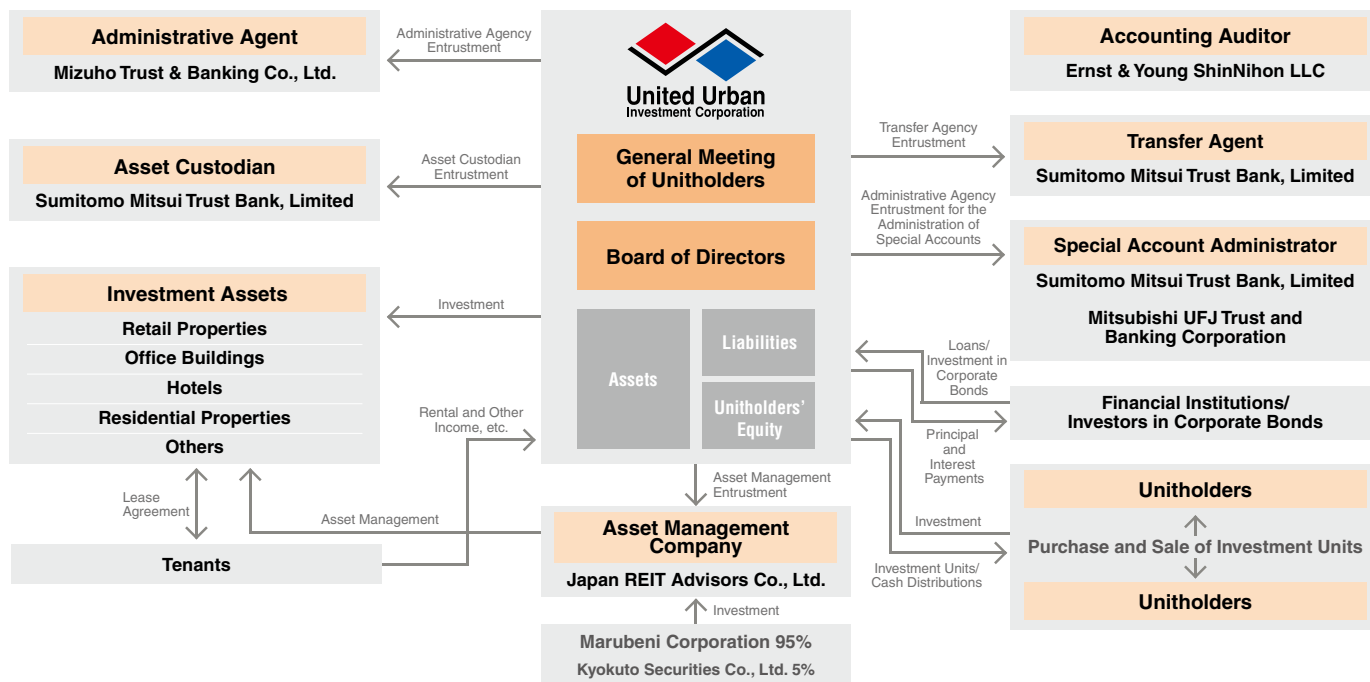 Administrative Agent
Mizuho Trust & Banking Co., Ltd.
Administrative Agency
Entrustment
Asset Custodian
Sumitomo Mitsui Trust Bank, Limited
Asset Custodian
Entrustment
Investment Assets
Retail Properties
Office Buildings
Hotels
Residential Properties
Others
Investment
Rental and Other
Income, etc.
Lease
Agreement
Asset Management
Tenants
United Urban
Investment Corporation
General Meeting
of Unitholders
Board of Directors
Assets
Liabilities
Unitholders'
Equity
Asset Management
Entrustment
Asset Management
Company
Japan REIT Advisors Co., Ltd.
Investment
Marubeni Corporation 95%
Kyokuto Securities Co., Ltd. 5%
Accounting Auditor
Ernst & Young ShinNihon LLC
Transfer Agency
Entrustment
Transfer Agent
Sumitomo Mitsui Trust Bank, Limited
Administrative Agency
Entrustment for the
Administration of
Special Accounts
Special Account Administrator
Sumitomo Mitsui Trust Bank, Limited
Mitsubishi UFJ Trust and
Banking Corporation
Loans/
Investment in
Corporate
Bonds
Financial Institutions/
Investors in Corporate Bonds
Principal
and
Interest
Payments
Investment
Investment Units/
Cash Distributions
Unitholders
Purchase and Sale of Investment Units
Unitholders